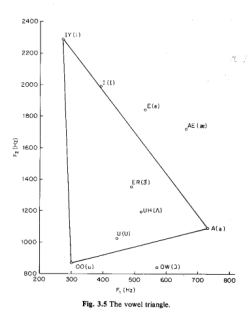 2400
2200
2000
1800
1600
1400
1200
1000
800
F₂ (Hz)
IY (i)
I (I)
E (ɛ)
AE (æ)
ER (ɝ)
UH (Λ)
A (a)
U (U)
OO (u)
OW (Ɔ)
200 300 400 500 600 700 800
F₁ (Hz)
Fig. 3.5 The vowel triangle.